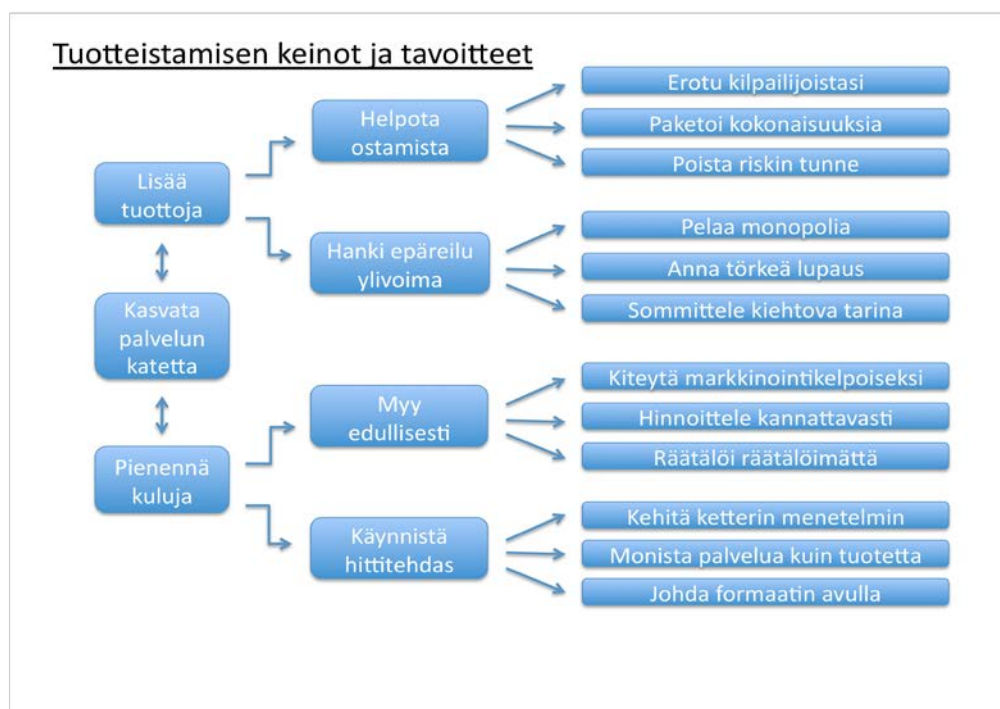 Tuotteistamisen keinot ja tavoitteet
Lisää
tuottoja
Kasvata
palvelun
katetta
Pienennä
kuluja
Helpota
ostamista
Hanki epäreilu
ylivoima
Myy
edullisesti
Käynnistä
hittitehdas
Erotu kilpailijoistasi
Paketoi kokonaisuuksia
Poista riskin tunne
Pelaa monopolia
Anna törkeä lupaus
Sommittele kiehtova tarina
Kiteytä markkinointikelpoiseksi
Hinnoittele kannattavasti
Räätälöi räätälöimättä
Kehitä ketterin menetelmin
Monista palvelua kuin tuotetta
Johda formaatin avulla